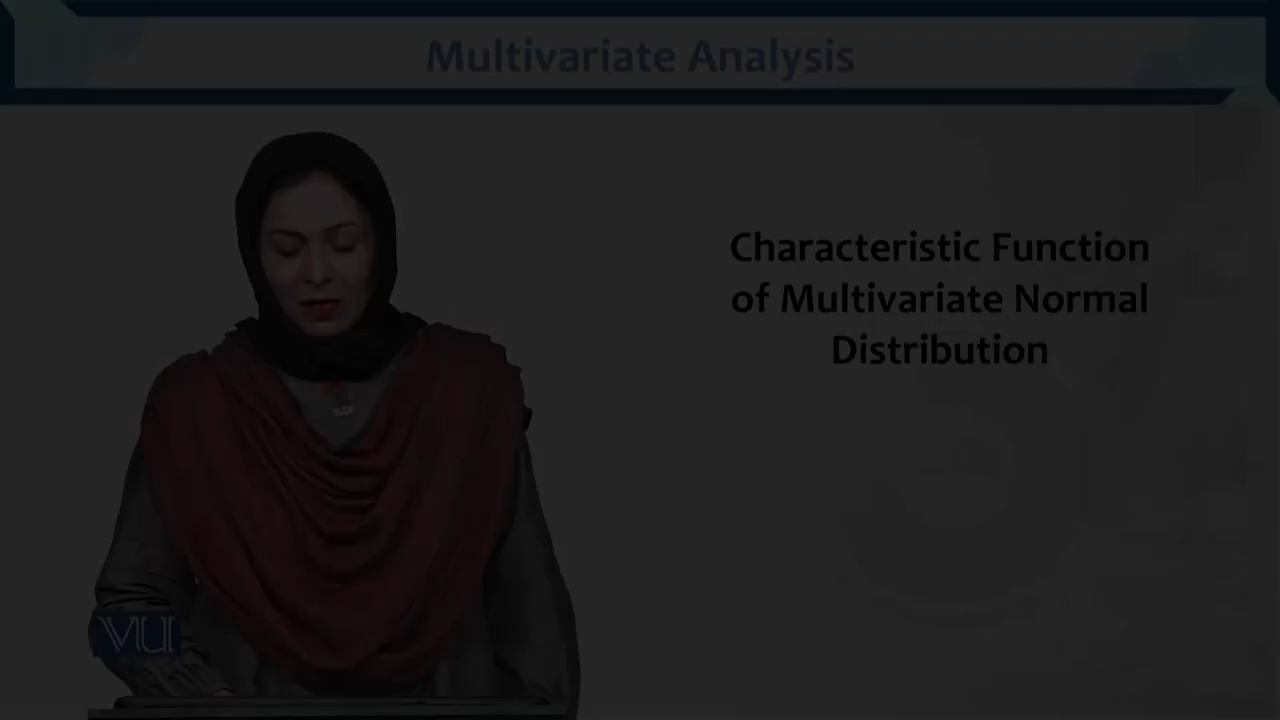 Multivariate Analysis
Characteristic Function
of Multivariate Normal
Distribution
VU